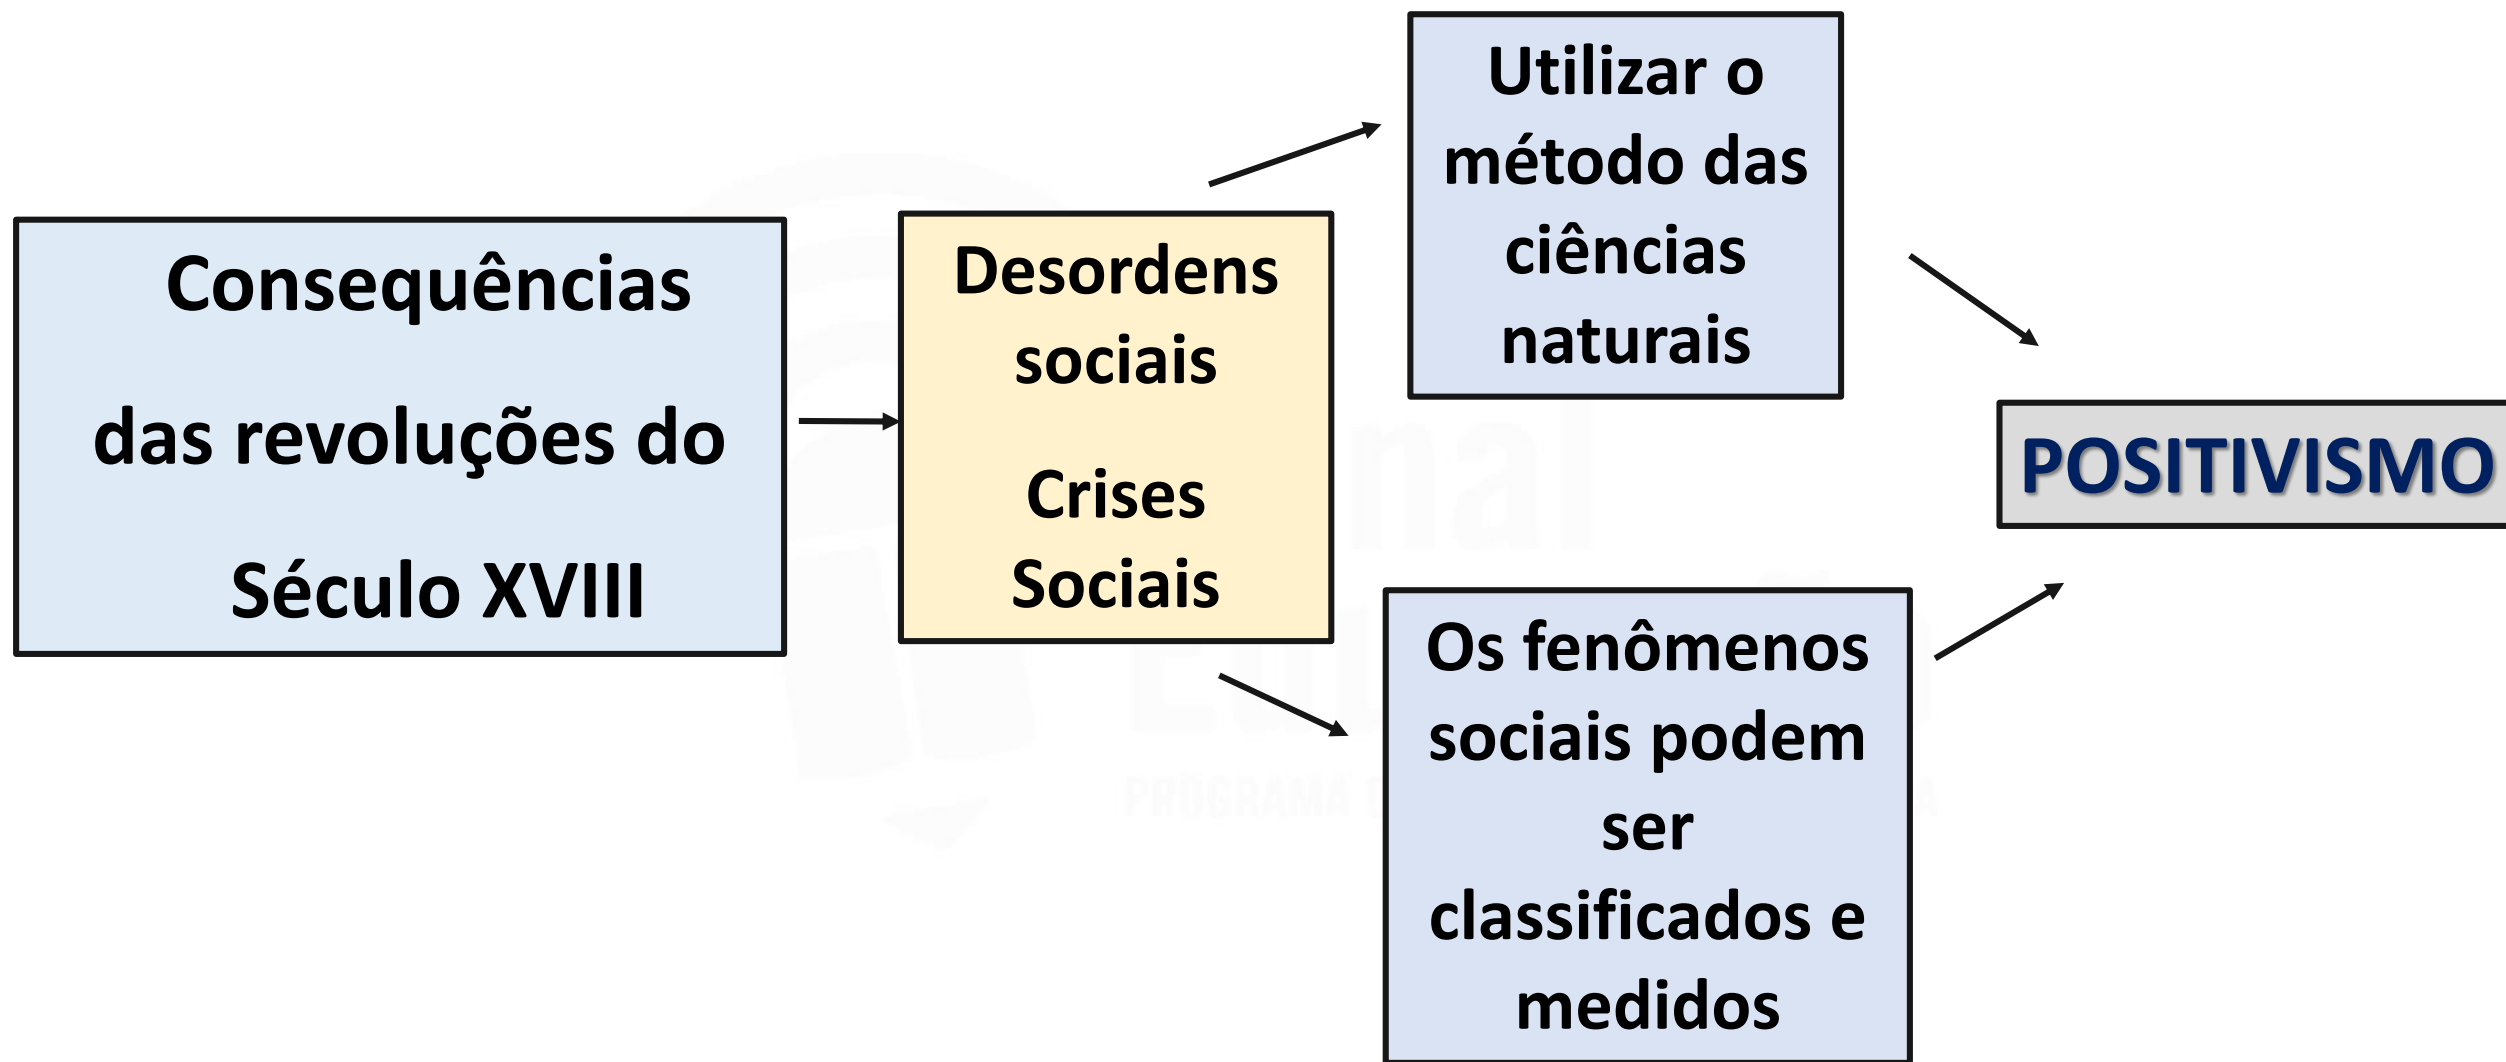 Consequências
das revoluções do
Século XVIII
Desordens
sociais
Crises
Sociais
Utilizar o
método das
ciências
naturais
Os fenômenos
sociais podem
ser
classificados e
medidos
POSITIVISMO